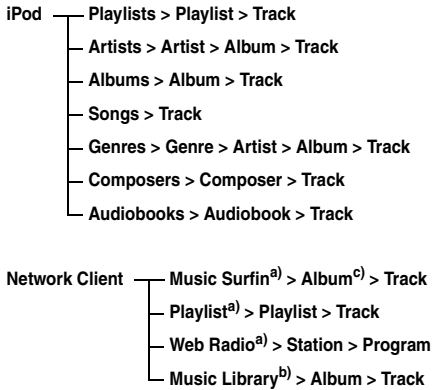 iPod Playlists > Playlist > Track
Artists > Artist > Album > Track
Albums > Album > Track
Songs > Track
Genres > Genre > Artist > Album > Track
Composers > Composer > Track
Audiobooks > Audiobook > Track
Network Client Music Surfin a) > Album c) > Track
Playlist a) > Playlist > Track
Web Radio a) > Station > Program
Music Library b) > Album > Track